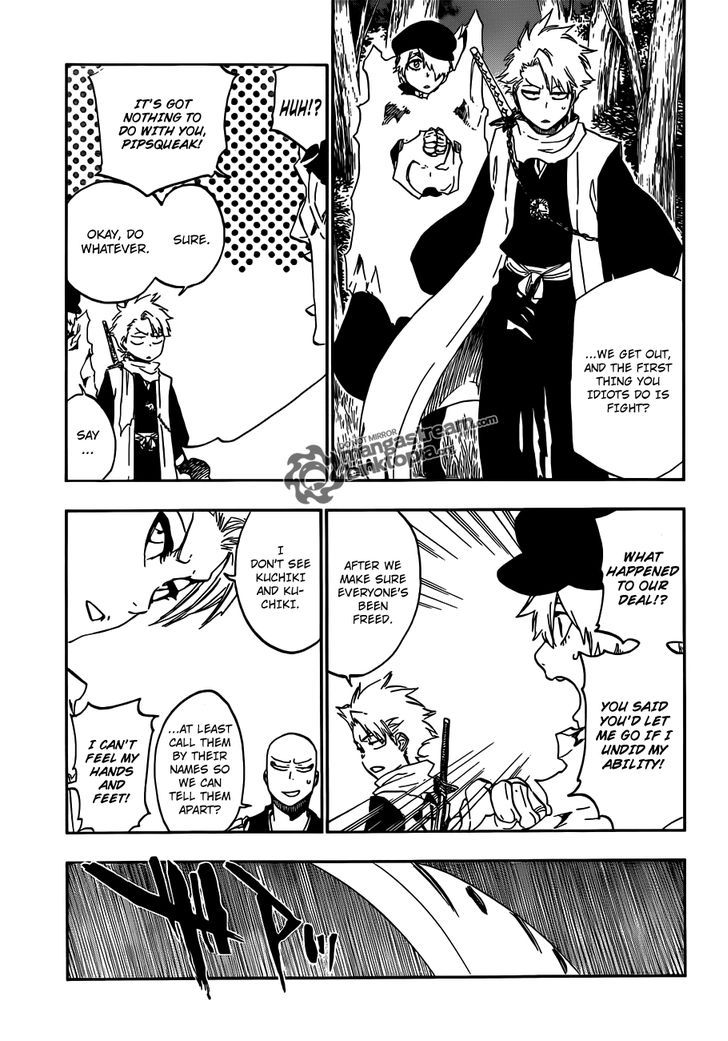 ...WE GET OUT,
AND THE FIRST
THING YOU
IDIOTS DO IS
FIGHT?
HUH!?
IT'S GOT
NOTHING TO
DO WITH YOU,
PIPSQUEAK!
SURE.
OKAY, DO
WHATEVER.
SAY
...
DO NOT MIRROR
mangastream.com
WHAT
HAPPENED
TO OUR
DEAL!?
YOU SAID
YOU'D LET
ME GO IF I
UNDID MY
ABILITY!
AFTER WE
MAKE SURE
EVERYONE'S
BEEN
FREED.
I
DON'T SEE
KUCHIKI
AND KU-
CHIKI.
...AT LEAST
CALL THEM
BY THEIR
NAMES SO
WE CAN
TELL THEM
APART?
I CAN'T
FEEL MY
HANDS
AND
FEET!